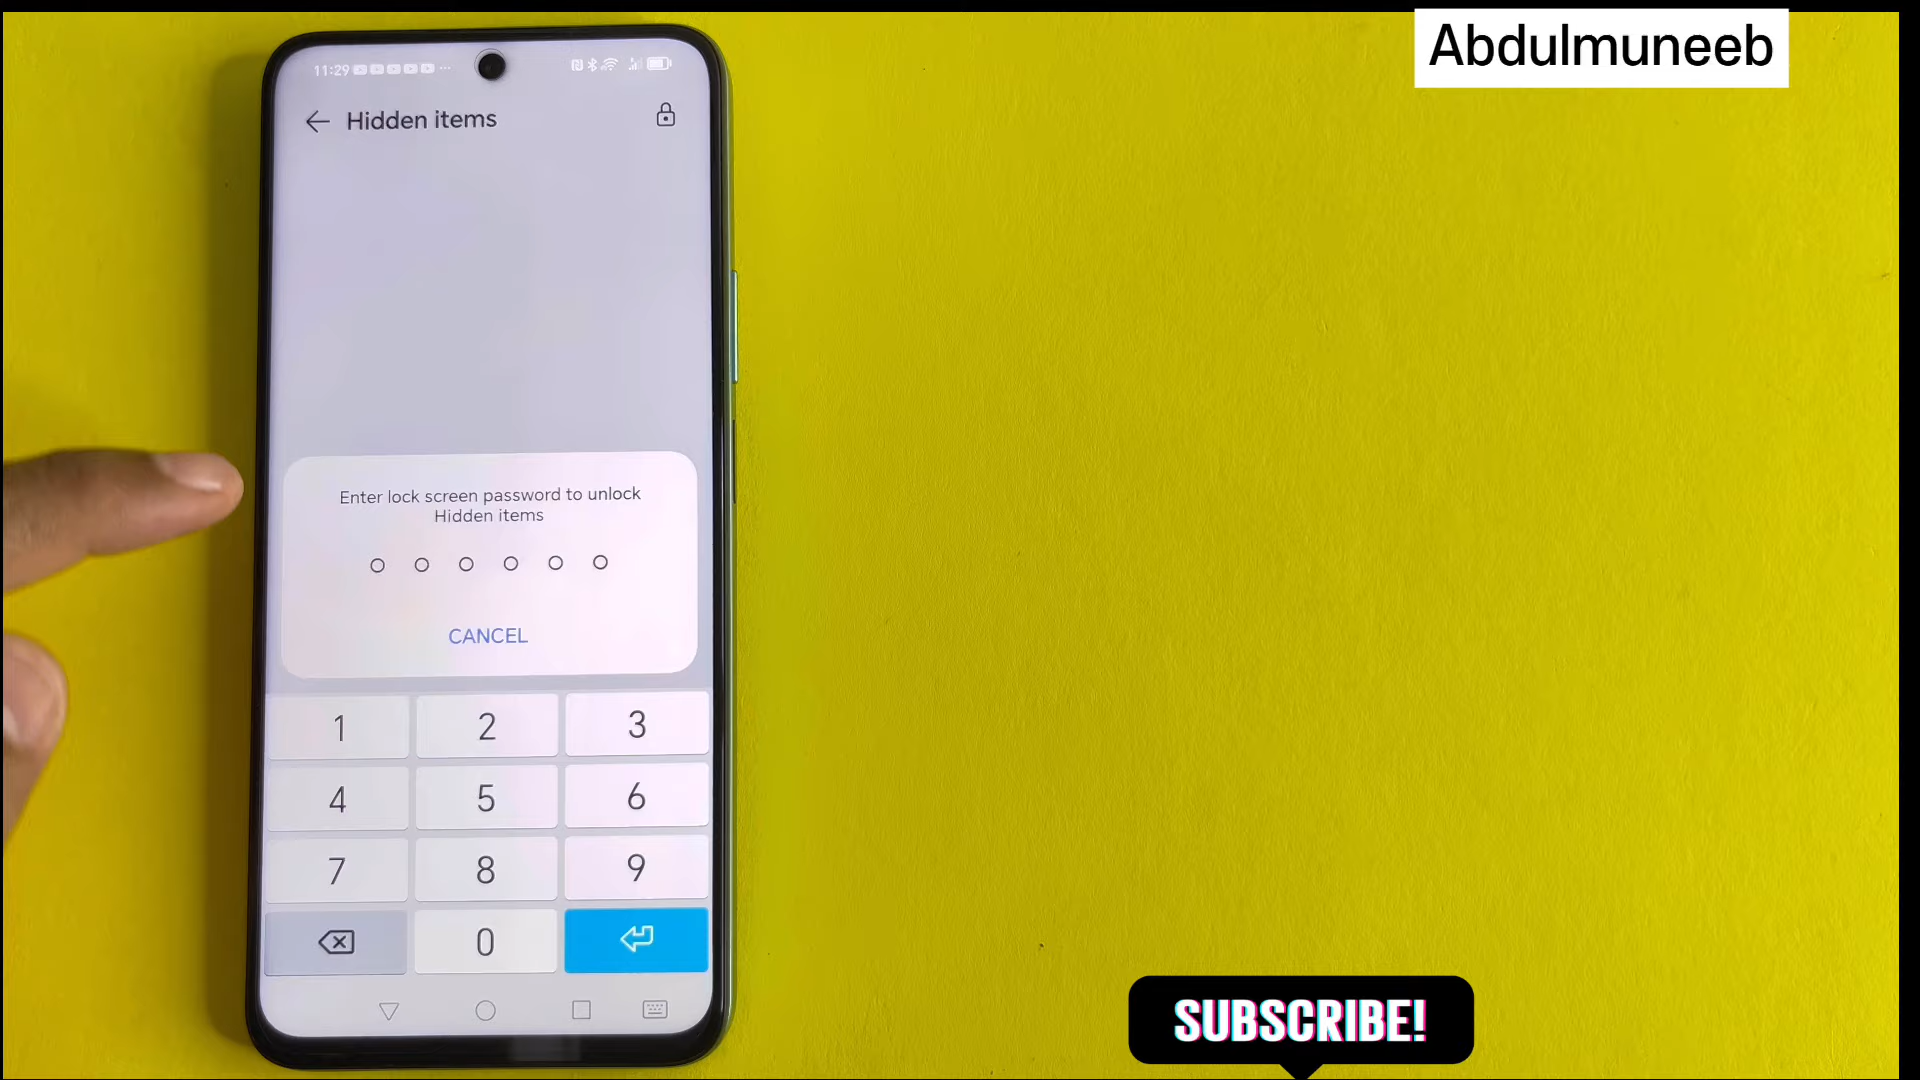 Abdulmuneeb
11:29
Hidden items
Enter lock screen password to unlock
Hidden items
CANCEL
1 2 3
4 5 6
7 8 9
0
SUBSCRIBE!